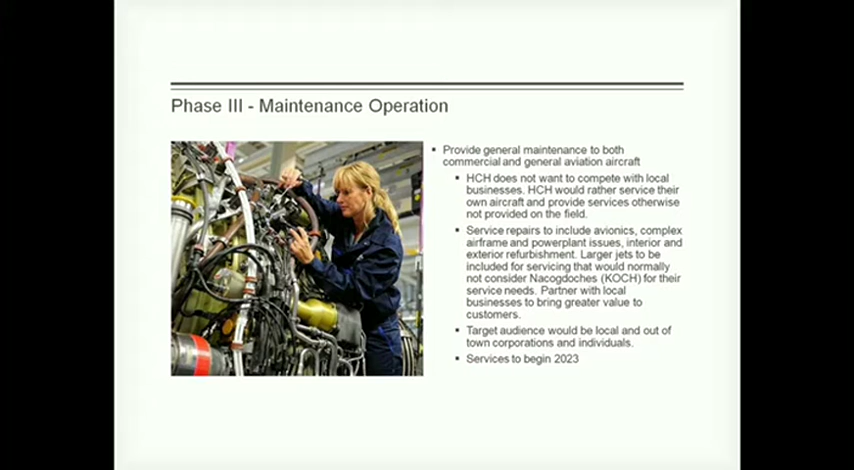 Phase III - Maintenance Operation
Provide general maintenance to both
commercial and general aviation aircraft
HCH does not want to compete with local
businesses. HCH would rather service their
own aircraft and provide services otherwise
not provided on the field.
Service repairs to include avionics, complex
airframe and powerplant issues, interior and
exterior refurbishment. Larger jets to be
included for servicing that would normally
not consider Nacogdoches (KOCH) for their
service needs. Partner with local
businesses to bring greater value to
customers.
Target audience would be local and out of
town corporations and individuals.
Services to begin 2023